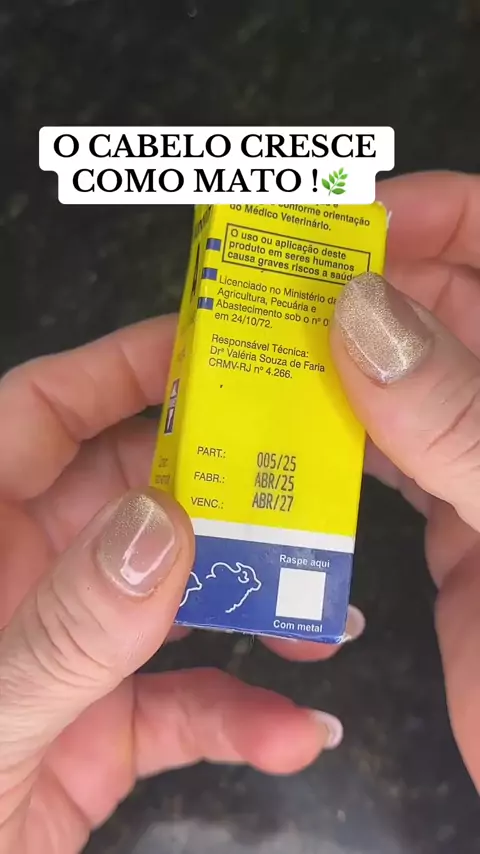 O CABELO CRESCE
COMO MATO !🌿
conforme orientação
do Médico Veterinário.
O uso ou aplicação deste
produto em seres humanos
causa graves riscos a saúde
Licenciado no Ministério da
Agricultura, Pecuária e
Abastecimento sob o nº 0
em 24/10/72.
Responsável Técnica:
Drª Valéria Souza de Faria
CRMV-RJ nº 4.266.
PART.: 005/25
FABR.: ABR/25
VENC.: ABR/27
Raspe aqui
Com metal